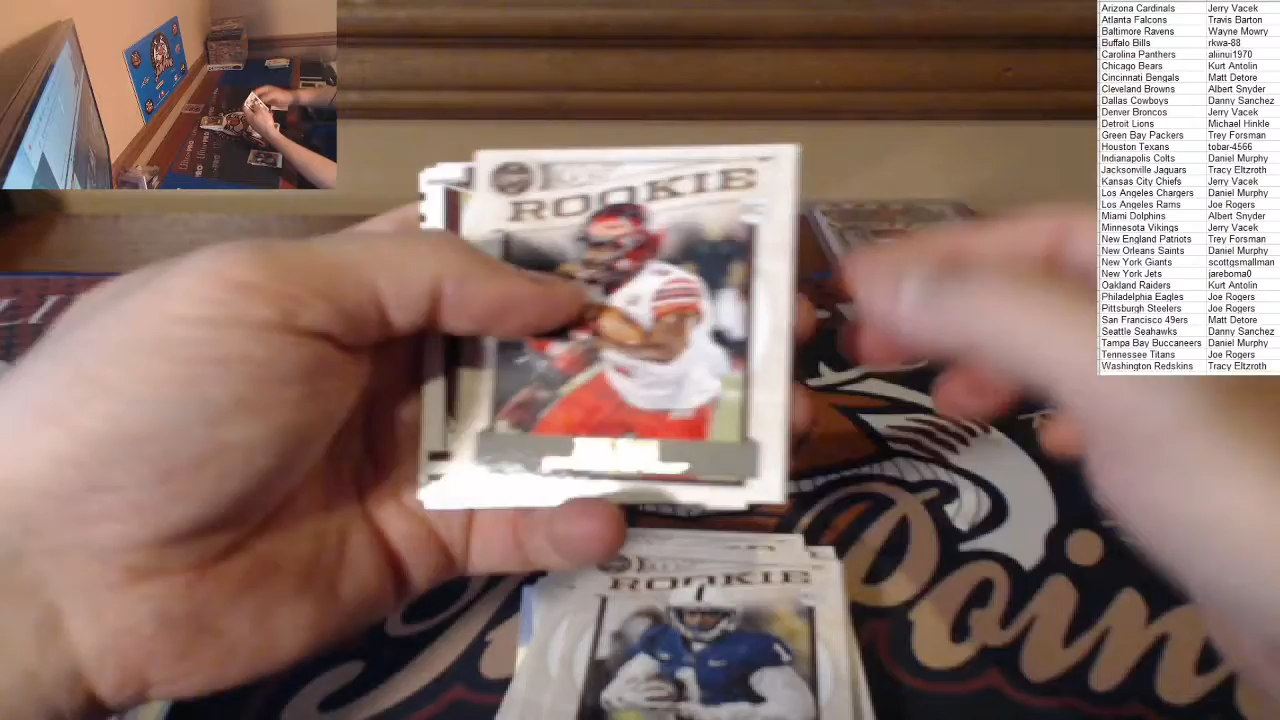 Arizona Cardinals Jerry Vacek
Atlanta Falcons Travis Barton
Baltimore Ravens Wayne Mowry
Buffalo Bills rkwa-88
Carolina Panthers aliinui1970
Chicago Bears Kurt Antolin
Cincinnati Bengals Matt Detore
Cleveland Browns Albert Snyder
Dallas Cowboys Danny Sanchez
Denver Broncos Jerry Vacek
Detroit Lions Michael Hinkle
Green Bay Packers Trey Forsman
Houston Texans tobar-4566
Indianapolis Colts Daniel Murphy
Jacksonville Jaguars Tracy Eltzroth
Kansas City Chiefs Jerry Vacek
Los Angeles Chargers Daniel Murphy
Los Angeles Rams Joe Rogers
Miami Dolphins Albert Snyder
Minnesota Vikings Jerry Vacek
New England Patriots Trey Forsman
New Orleans Saints Daniel Murphy
New York Giants scottgsmallman
New York Jets jareboma0
Oakland Raiders Kurt Antolin
Philadelphia Eagles Joe Rogers
Pittsburgh Steelers Joe Rogers
San Francisco 49ers Matt Detore
Seattle Seahawks Danny Sanchez
Tampa Bay Buccaneers Daniel Murphy
Tennessee Titans Joe Rogers
Washington Redskins Tracy Eltzroth
ROOKIE
ROOKIE
Poin